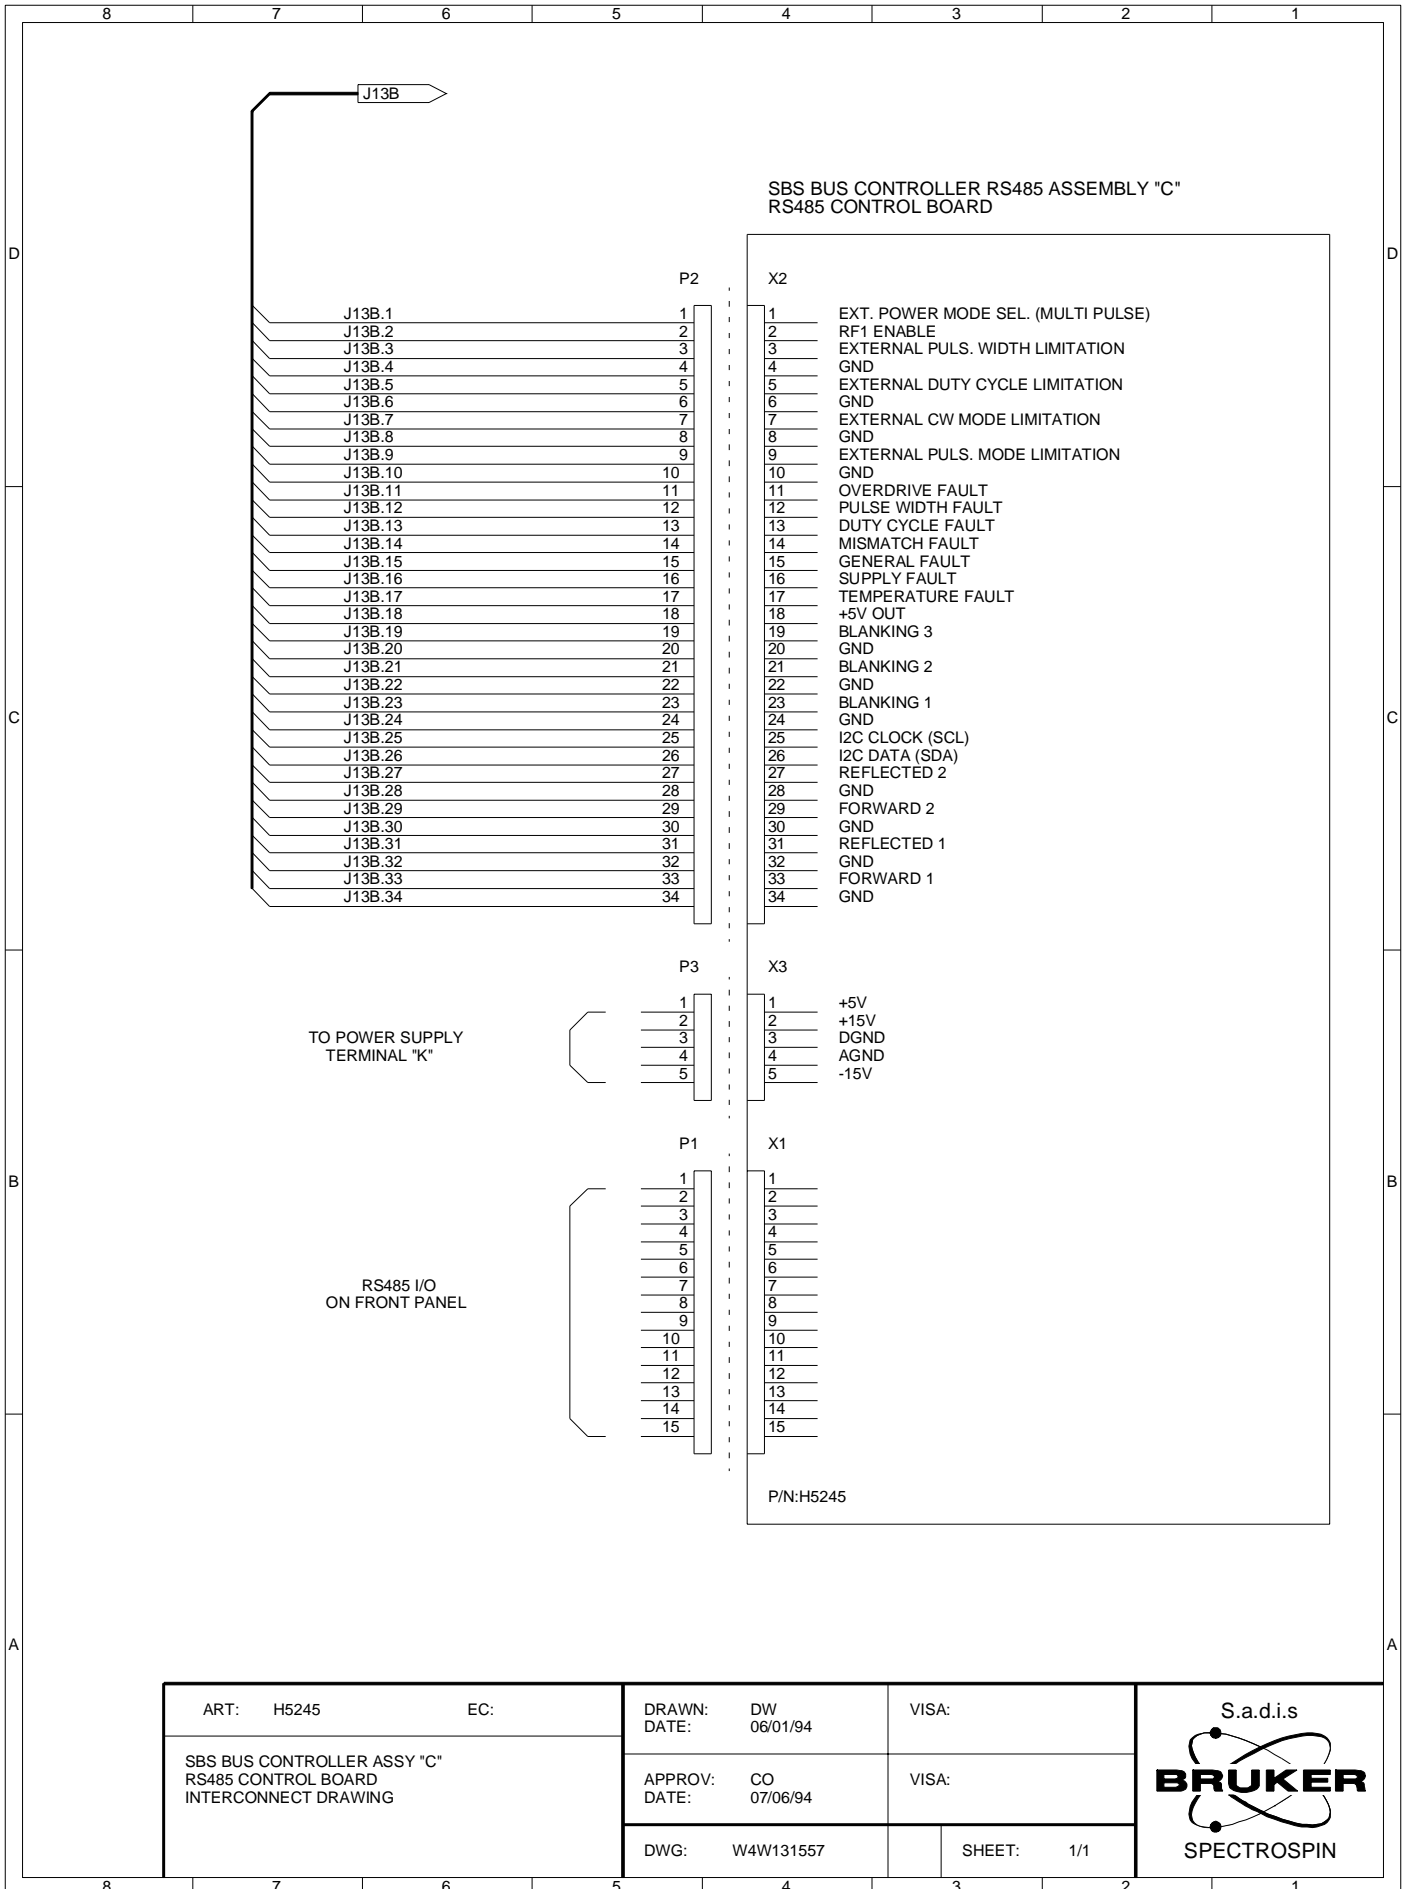 8 7 6 5 4 3 2 1
J13B
SBS BUS CONTROLLER RS485 ASSEMBLY "C"
RS485 CONTROL BOARD
D D
P2 X2
J13B.1 1 1 EXT. POWER MODE SEL. (MULTI PULSE)
J13B.2 2 2 RF1 ENABLE
J13B.3 3 3 EXTERNAL PULS. WIDTH LIMITATION
J13B.4 4 4 GND
J13B.5 5 5 EXTERNAL DUTY CYCLE LIMITATION
J13B.6 6 6 GND
J13B.7 7 7 EXTERNAL CW MODE LIMITATION
J13B.8 8 8 GND
J13B.9 9 9 EXTERNAL PULS. MODE LIMITATION
J13B.10 10 10 GND
J13B.11 11 11 OVERDRIVE FAULT
J13B.12 12 12 PULSE WIDTH FAULT
J13B.13 13 13 DUTY CYCLE FAULT
J13B.14 14 14 MISMATCH FAULT
J13B.15 15 15 GENERAL FAULT
J13B.16 16 16 SUPPLY FAULT
J13B.17 17 17 TEMPERATURE FAULT
J13B.18 18 18 +5V OUT
J13B.19 19 19 BLANKING 3
J13B.20 20 20 GND
J13B.21 21 21 BLANKING 2
J13B.22 22 22 GND
J13B.23 23 23 BLANKING 1
C C
J13B.24 24 24 GND
J13B.25 25 25 I2C CLOCK (SCL)
J13B.26 26 26 I2C DATA (SDA)
J13B.27 27 27 REFLECTED 2
J13B.28 28 28 GND
J13B.29 29 29 FORWARD 2
J13B.30 30 30 GND
J13B.31 31 31 REFLECTED 1
J13B.32 32 32 GND
J13B.33 33 33 FORWARD 1
J13B.34 34 34 GND
P3 X3
1 1 +5V
2 2 +15V
3 3 DGND
4 4 AGND
5 5 -15V
TO POWER SUPPLY
TERMINAL "K"
P1 X1
B B
1 1
2 2
3 3
4 4
5 5
6 6
7 7
8 8
9 9
10 10
11 11
12 12
13 13
14 14
15 15
RS485 I/O
ON FRONT PANEL
P/N:H5245
A A
ART: H5245 EC:
SBS BUS CONTROLLER ASSY "C"
RS485 CONTROL BOARD
INTERCONNECT DRAWING
DRAWN: DW VISA:
DATE: 06/01/94
APPROV: CO VISA:
DATE: 07/06/94
DWG: W4W131557 SHEET: 1/1
S.a.d.i.s
BRUKER
SPECTROSPIN
8 7 6 5 4 3 2 1